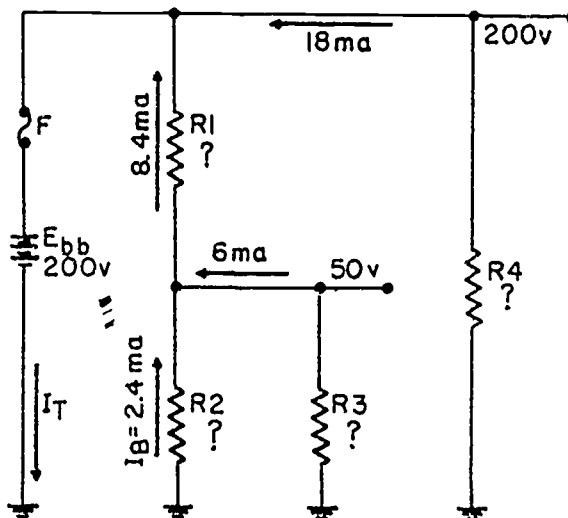 18ma
200v
F
8.4ma
R1
?
Ebb
200v
6ma
50v
R4
?
IT
IB=2.4ma
R2
?
R3
?